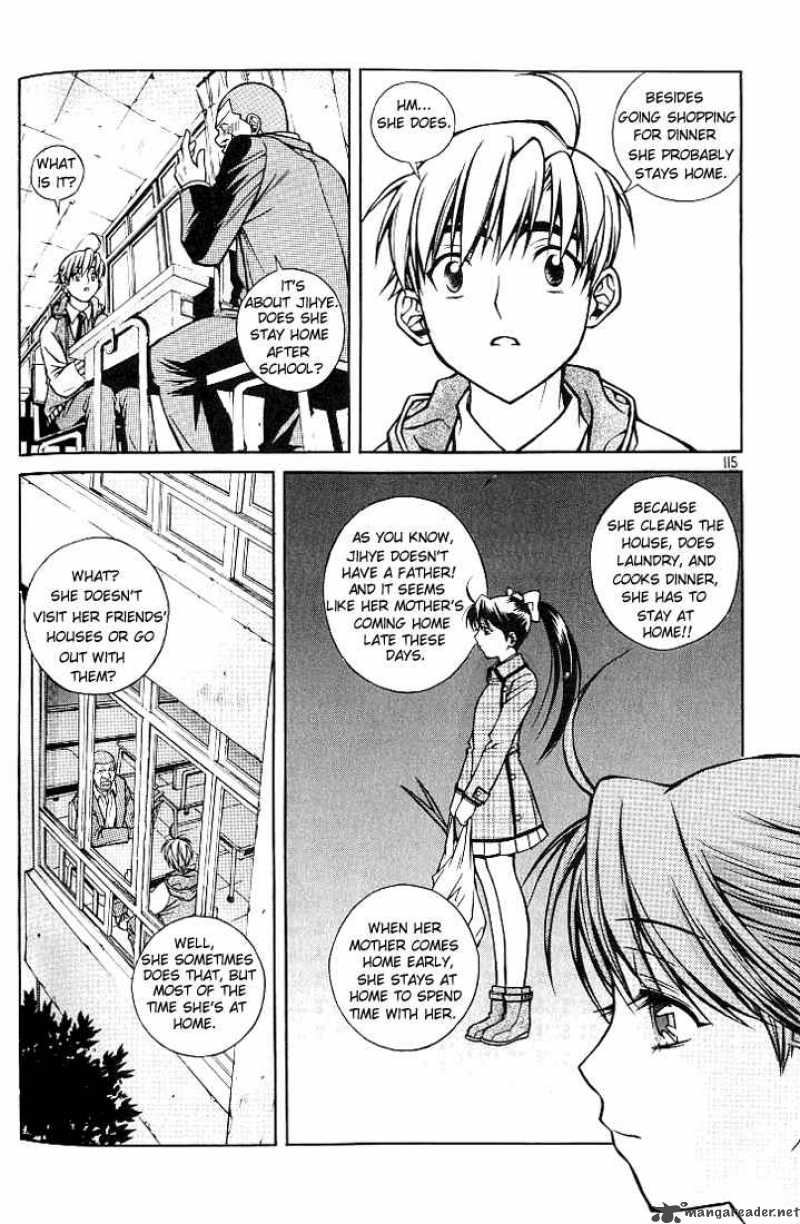 WHAT
IS IT?
IT'S
ABOUT JIHYE.
DOES SHE
STAY HOME
AFTER
SCHOOL?
HM...
SHE DOES.
BESIDES
GOING SHOPPING
FOR DINNER
SHE PROBABLY
STAYS HOME.
115
WHAT?
SHE DOESN'T
VISIT HER FRIENDS'
HOUSES OR GO
OUT WITH
THEM?
WELL,
SHE SOMETIMES
DOES THAT, BUT
MOST OF THE
TIME SHE'S AT
HOME.
AS YOU KNOW,
JIHYE DOESN'T
HAVE A FATHER!
AND IT SEEMS
LIKE HER MOTHER'S
COMING HOME
LATE THESE
DAYS.
BECAUSE
SHE CLEANS THE
HOUSE, DOES
LAUNDRY, AND
COOKS DINNER,
SHE HAS TO
STAY AT
HOME!!
WHEN HER
MOTHER COMES
HOME EARLY,
SHE STAYS AT
HOME TO SPEND
TIME WITH HER.
mangareader.net